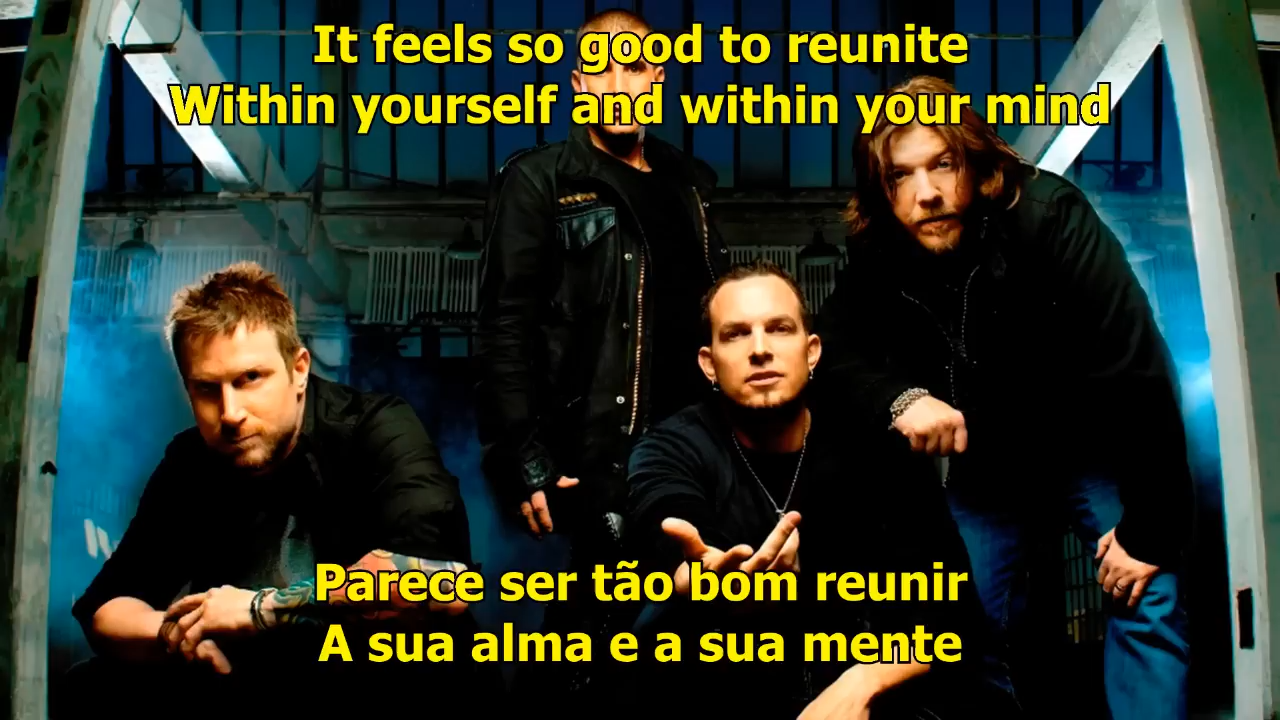 It feels so good to reunite
Within yourself and within your mind
Parece ser tão bom reunir
A sua alma e a sua mente